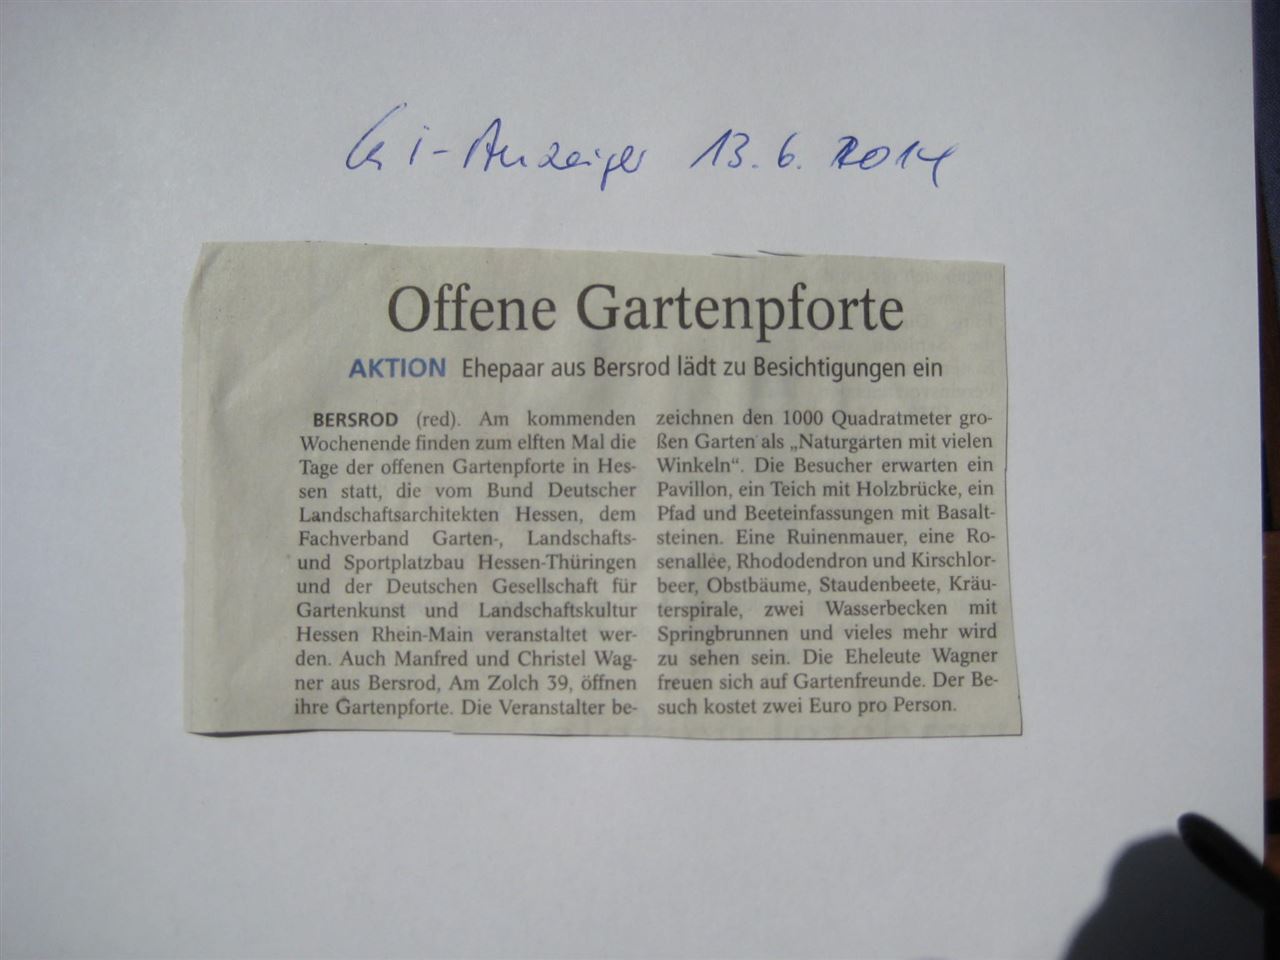 Gi-Anzeiger 13.6.2014
Offene Gartenpforte
AKTION Ehepaar aus Bersrod lädt zu Besichtigungen ein
BERSROD (red). Am kommenden
Wochenende finden zum elften Mal die
Tage der offenen Gartenpforte in Hes-
sen statt, die vom Bund Deutscher
Landschaftsarchitekten Hessen, dem
Fachverband Garten-, Landschafts-
und Sportplatzbau Hessen-Thüringen
und der Deutschen Gesellschaft für
Gartenkunst und Landschaftskultur
Hessen Rhein-Main veranstaltet wer-
den. Auch Manfred und Christel Wag-
ner aus Bersrod, Am Zolch 39, öffnen
ihre Gartenpforte. Die Veranstalter be-
zeichnen den 1000 Quadratmeter gro-
ßen Garten als „Naturgarten mit vielen
Winkeln“. Die Besucher erwarten ein
Pavillon, ein Teich mit Holzbrücke, ein
Pfad und Beeteinfassungen mit Basalt-
steinen. Eine Ruinenmauer, eine Ro-
senallee, Rhododendron und Kirschlor-
beer, Obstbäume, Staudenbeete, Kräu-
terspirale, zwei Wasserbecken mit
Springbrunnen und vieles mehr wird
zu sehen sein. Die Eheleute Wagner
freuen sich auf Gartenfreunde. Der Be-
such kostet zwei Euro pro Person.